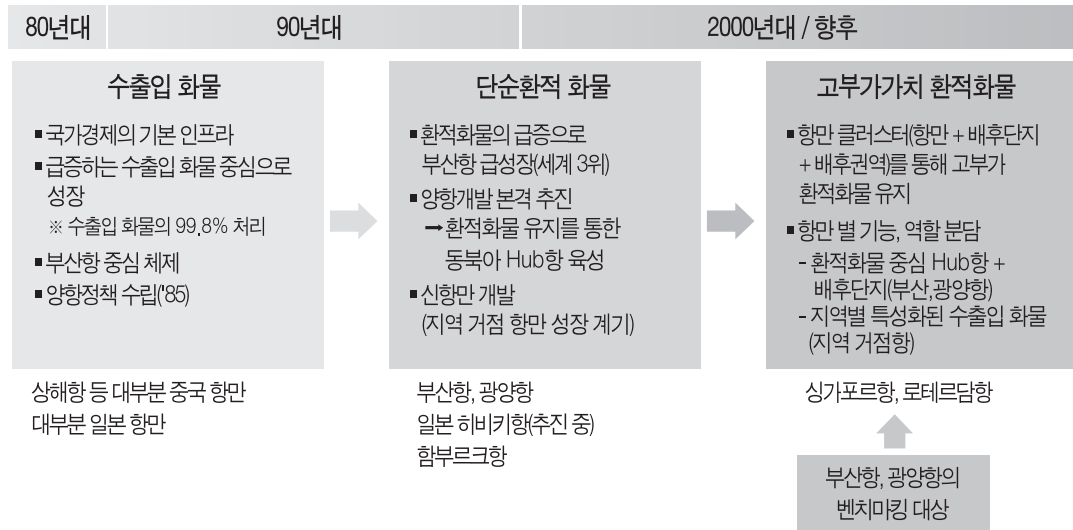 80년대
90년대
2000년대 / 향후
수출입 화물
■ 국가경제의 기본 인프라
■ 급증하는 수출입 화물 중심으로
성장
※ 수출입 화물의 99.8% 처리
■ 부산항 중심 체제
■ 양항정책 수립('85)
상해항 등 대부분 중국 항만
대부분 일본 항만
단순환적 화물
■ 환적화물의 급증으로
부산항 급성장(세계 3위)
■ 양항개발 본격 추진
➞환적화물 유지를 통한
동북아 Hub항 육성
■ 신항만 개발
(지역 거점 항만 성장 계기)
부산항, 광양항
일본 히비키항(추진 중)
함부르크항
고부가가치 환적화물
■ 항만 클러스터(항만 + 배후단지
+ 배후권역)를 통해 고부가
환적화물 유지
■ 항만 별 기능, 역할 분담
- 환적화물 중심 Hub항 +
배후단지(부산,광양항)
- 지역별 특성화된 수출입 화물
(지역 거점항)
싱가포르항, 로테르담항
부산항, 광양항의
벤치마킹 대상